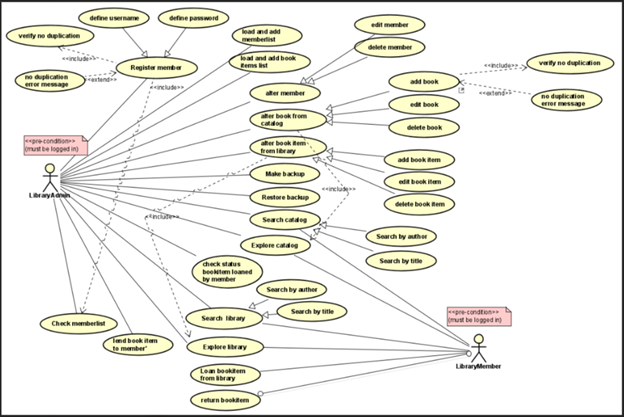 define username
define password
verify no duplication
<<include>>
Register member
no duplication
error message
<<extend>>
<<include>>
load and add
memberlist
load and add book
items list
edit member
delete member
alter member
add book
<<include>>
verify no duplication
<<extend>>
no duplication
error message
edit book
delete book
alter book from
catalog
alter book item
from library
add book item
edit book item
delete book item
<<pre-condition>>
(must be logged in)
LibraryAdmin
Make backup
Restore backup
<<include>>
<<include>>
Search catalog
Explore catalog
Search by author
Search by title
check status
bookitem loaned
by member
Search by author
Search by title
Check memberlist
lend book item
to member'
Search library
Explore library
Loan bookitem
from library
return bookitem
<<pre-condition>>
(must be logged in)
LibraryMember